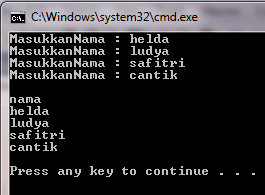 C:\Windows\system32\cmd.exe
MasukkanNama : helda
MasukkanNama : ludya
MasukkanNama : safitri
MasukkanNama : cantik
nama
helda
ludya
safitri
cantik
Press any key to continue . . .